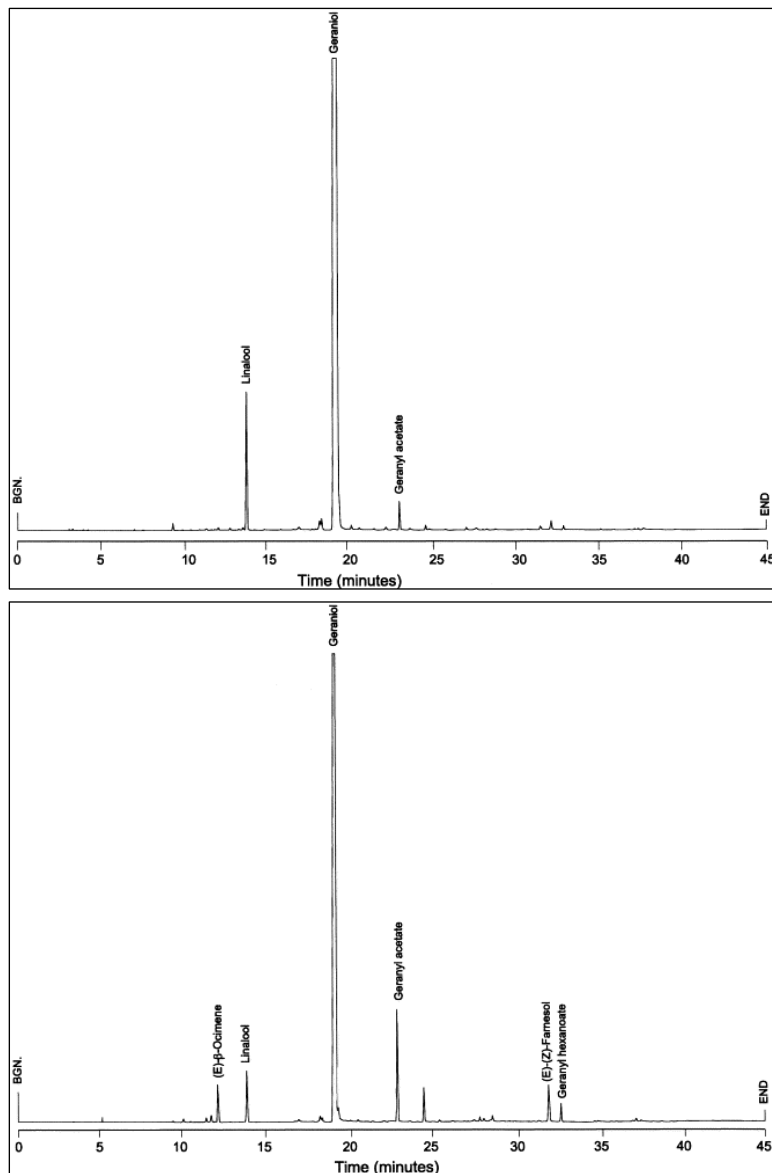 Geraniol
Linalool
Geranyl acetate
BGN.
END
0 5 10 15 20 25 30 35 40 45
Time (minutes)
Geraniol
(E)-β-Ocimene
Linalool
Geranyl acetate
(E)-(Z)-Farnesol
Geranyl hexanoate
BGN.
END
0 5 10 15 20 25 30 35 40 45
Time (minutes)